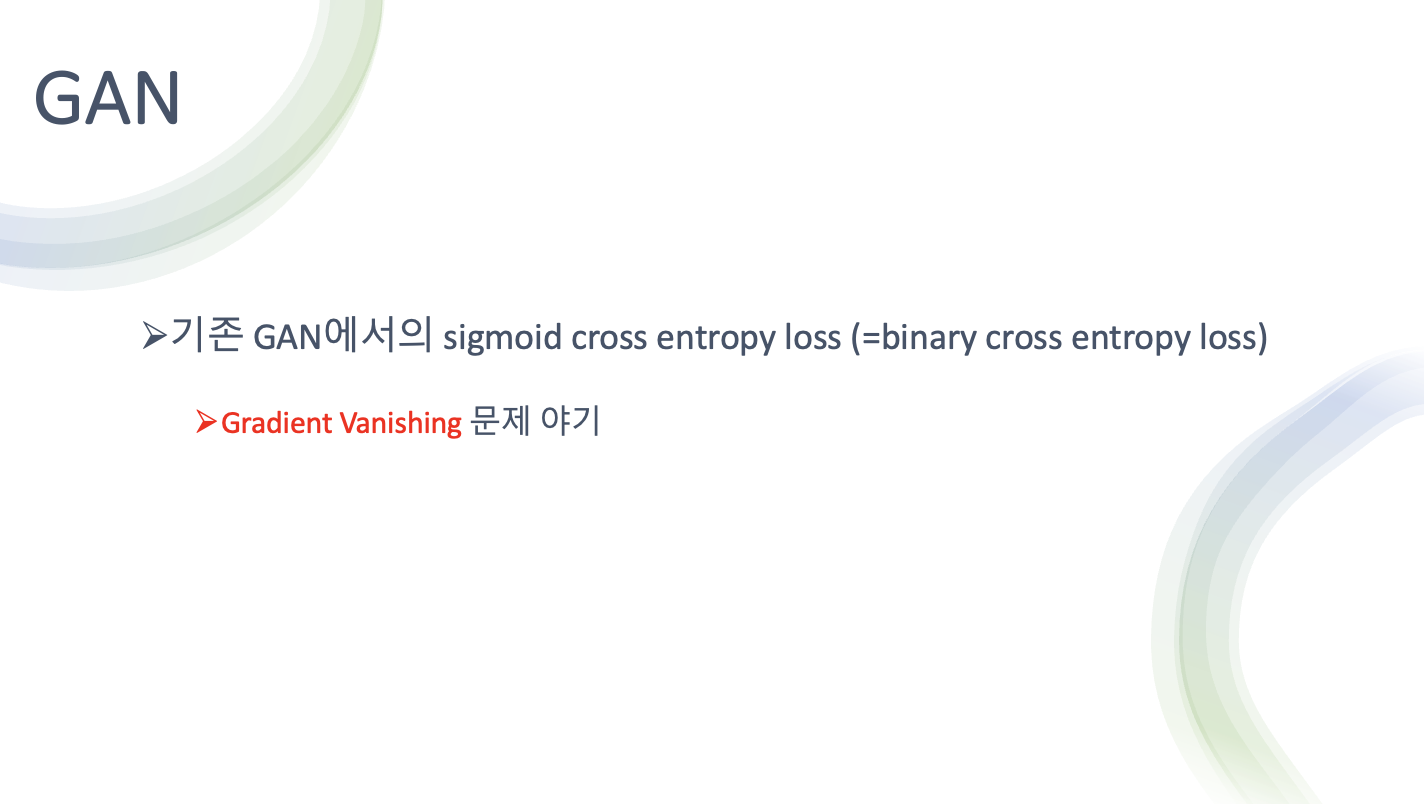 GAN
➢기존 GAN에서의 sigmoid cross entropy loss (=binary cross entropy loss)
➢Gradient Vanishing 문제 야기